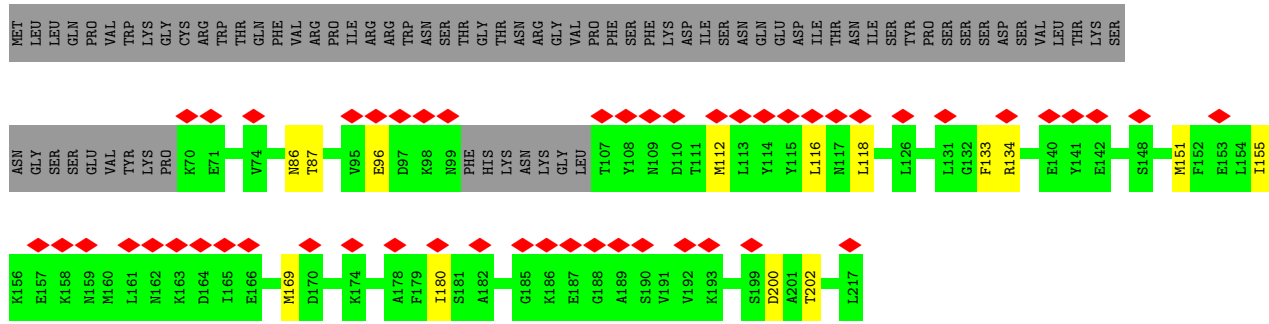 MET LEU LEU GLN PRO VAL TRP LYS GLY CYS ARG TRP THR GLN PHE VAL ARG PRO ILE ARG ARG TRP ASN SER THR GLY THR ASN ARG GLY VAL PRO PHE SER PHE LYS ASP ILE SER ASN GLN GLU ASP ILE THR ASN ILE SER TYR PRO SER SER SER ASP SER VAL LEU THR LYS SER
ASN GLY SER SER GLU VAL TYR LYS PRO K70 E71 V74 N86 T87 V95 E96 D97 K98 N99 PHE HIS LYS ASN LYS GLY LEU T107 Y108 N109 D110 T111 M112 L113 Y114 Y115 L116 N117 L118 L126 L131 G132 F133 R134 E140 Y141 E142 S148 M151 F152 E153 L154 I155
K156 E157 K158 N159 M160 L161 N162 K163 D164 I165 E166 M169 D170 K174 A178 F179 I180 S181 A182 G185 K186 E187 G188 A189 S190 V191 V192 K193 S199 D200 A201 T202 L217